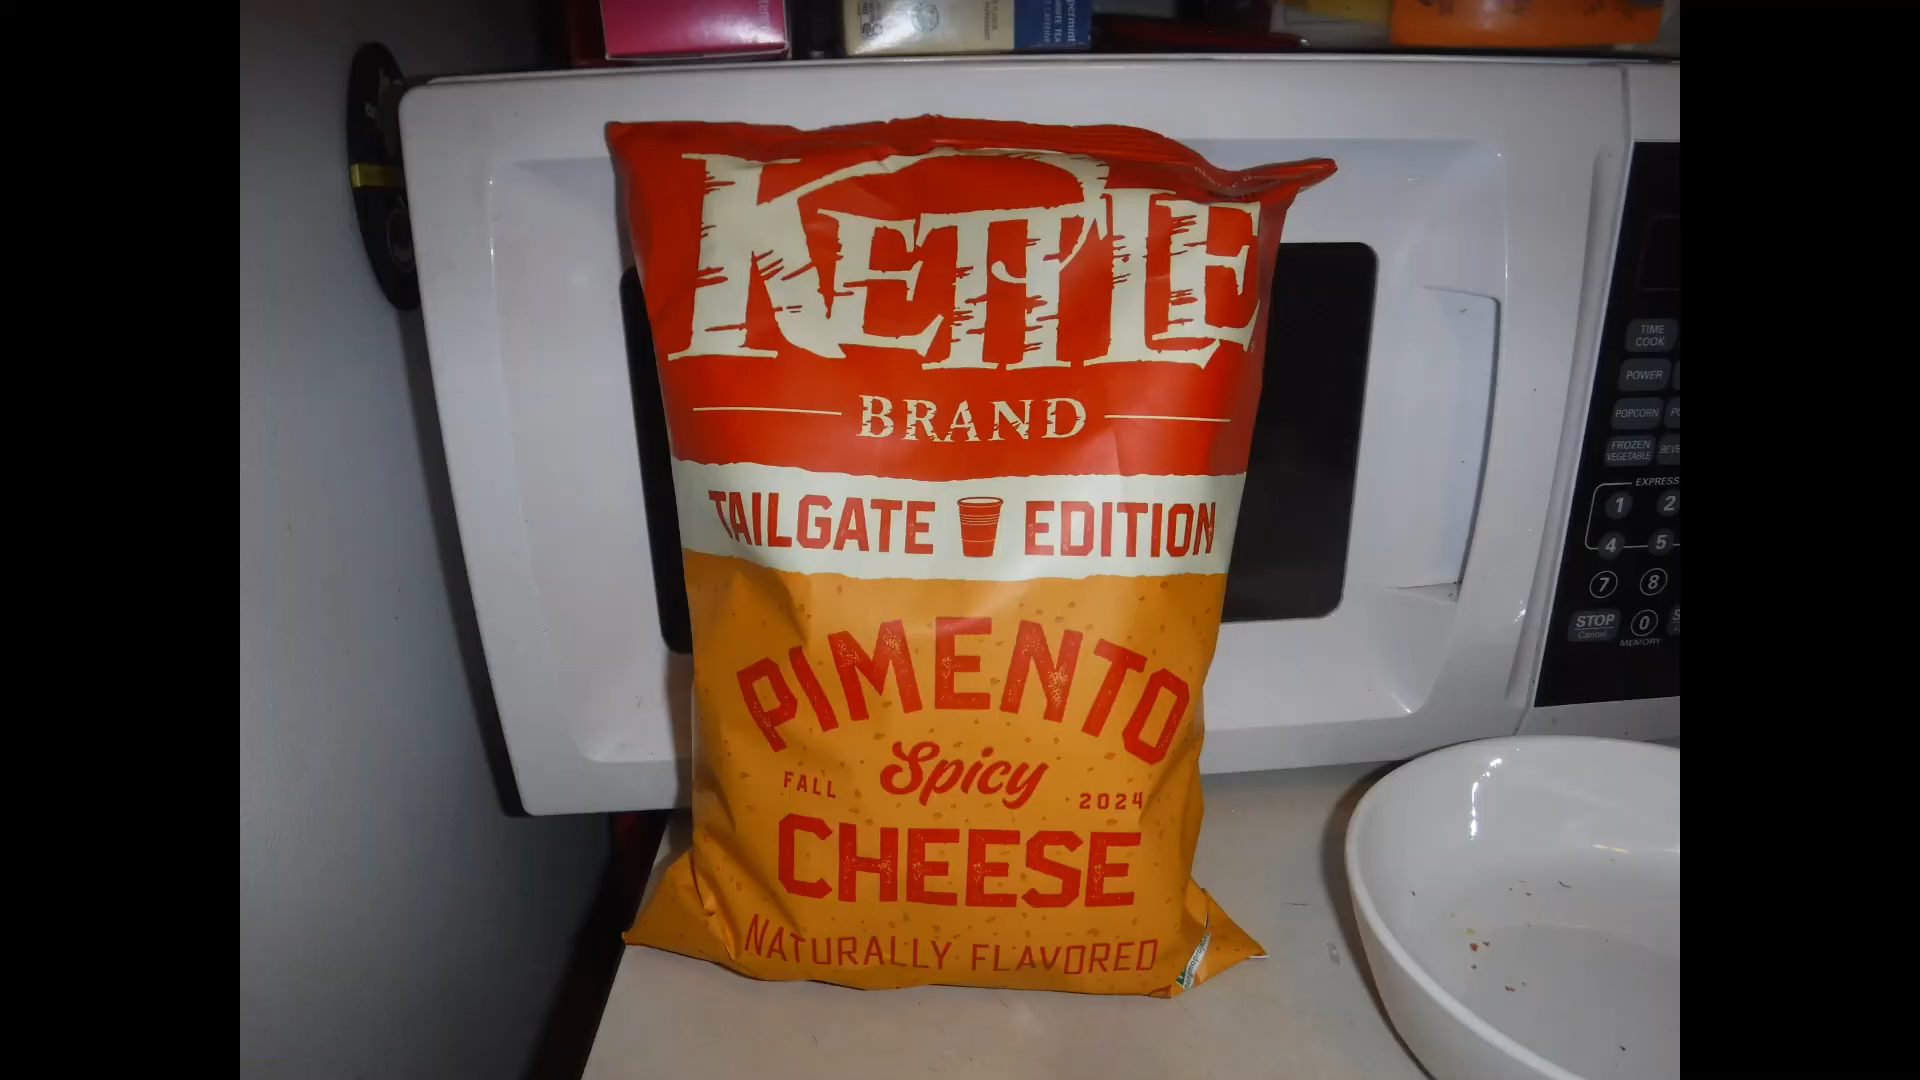 KETTLE
BRAND
TAILGATE EDITION
PIMENTO
Spicy
FALL 2024
CHEESE
NATURALLY FLAVORED
TIME COOK
POWER
POPCORN
FROZEN VEGETABLE
EXPRESS
1 2
4 5
7 8
STOP 0
Cancel
MEMORY